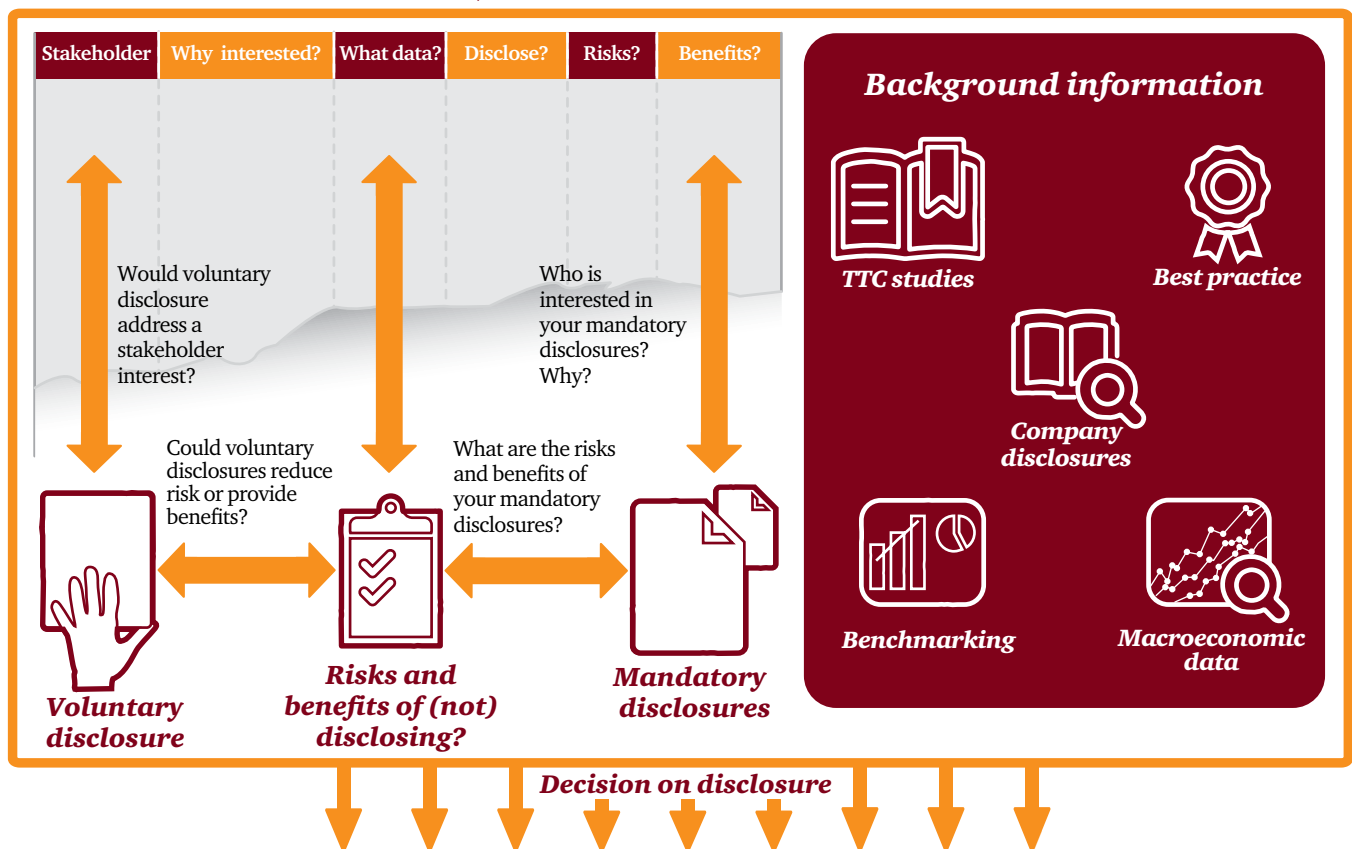 Stakeholder
Why interested?
What data?
Disclose?
Risks?
Benefits?
Would voluntary
disclosure
address a
stakeholder
interest?
Who is
interested in
your mandatory
disclosures?
Why?
Could voluntary
disclosures reduce
risk or provide
benefits?
What are the risks
and benefits of
your mandatory
disclosures?
Voluntary
disclosure
Risks and
benefits of (not)
disclosing?
Mandatory
disclosures
Background information
TTC studies
Best practice
Company
disclosures
Benchmarking
Macroeconomic
data
Decision on disclosure